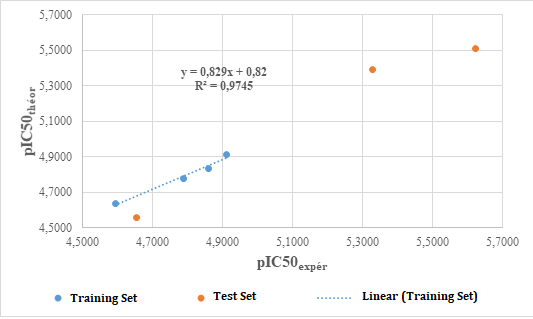 5,7000
5,5000
5,3000
5,1000
4,9000
4,7000
4,5000
pIC50théor
y = 0,829x + 0,82
R² = 0,9745
4,5000 4,7000 4,9000 5,1000 5,3000 5,5000 5,7000
pIC50expér
Training Set Test Set Linear (Training Set)